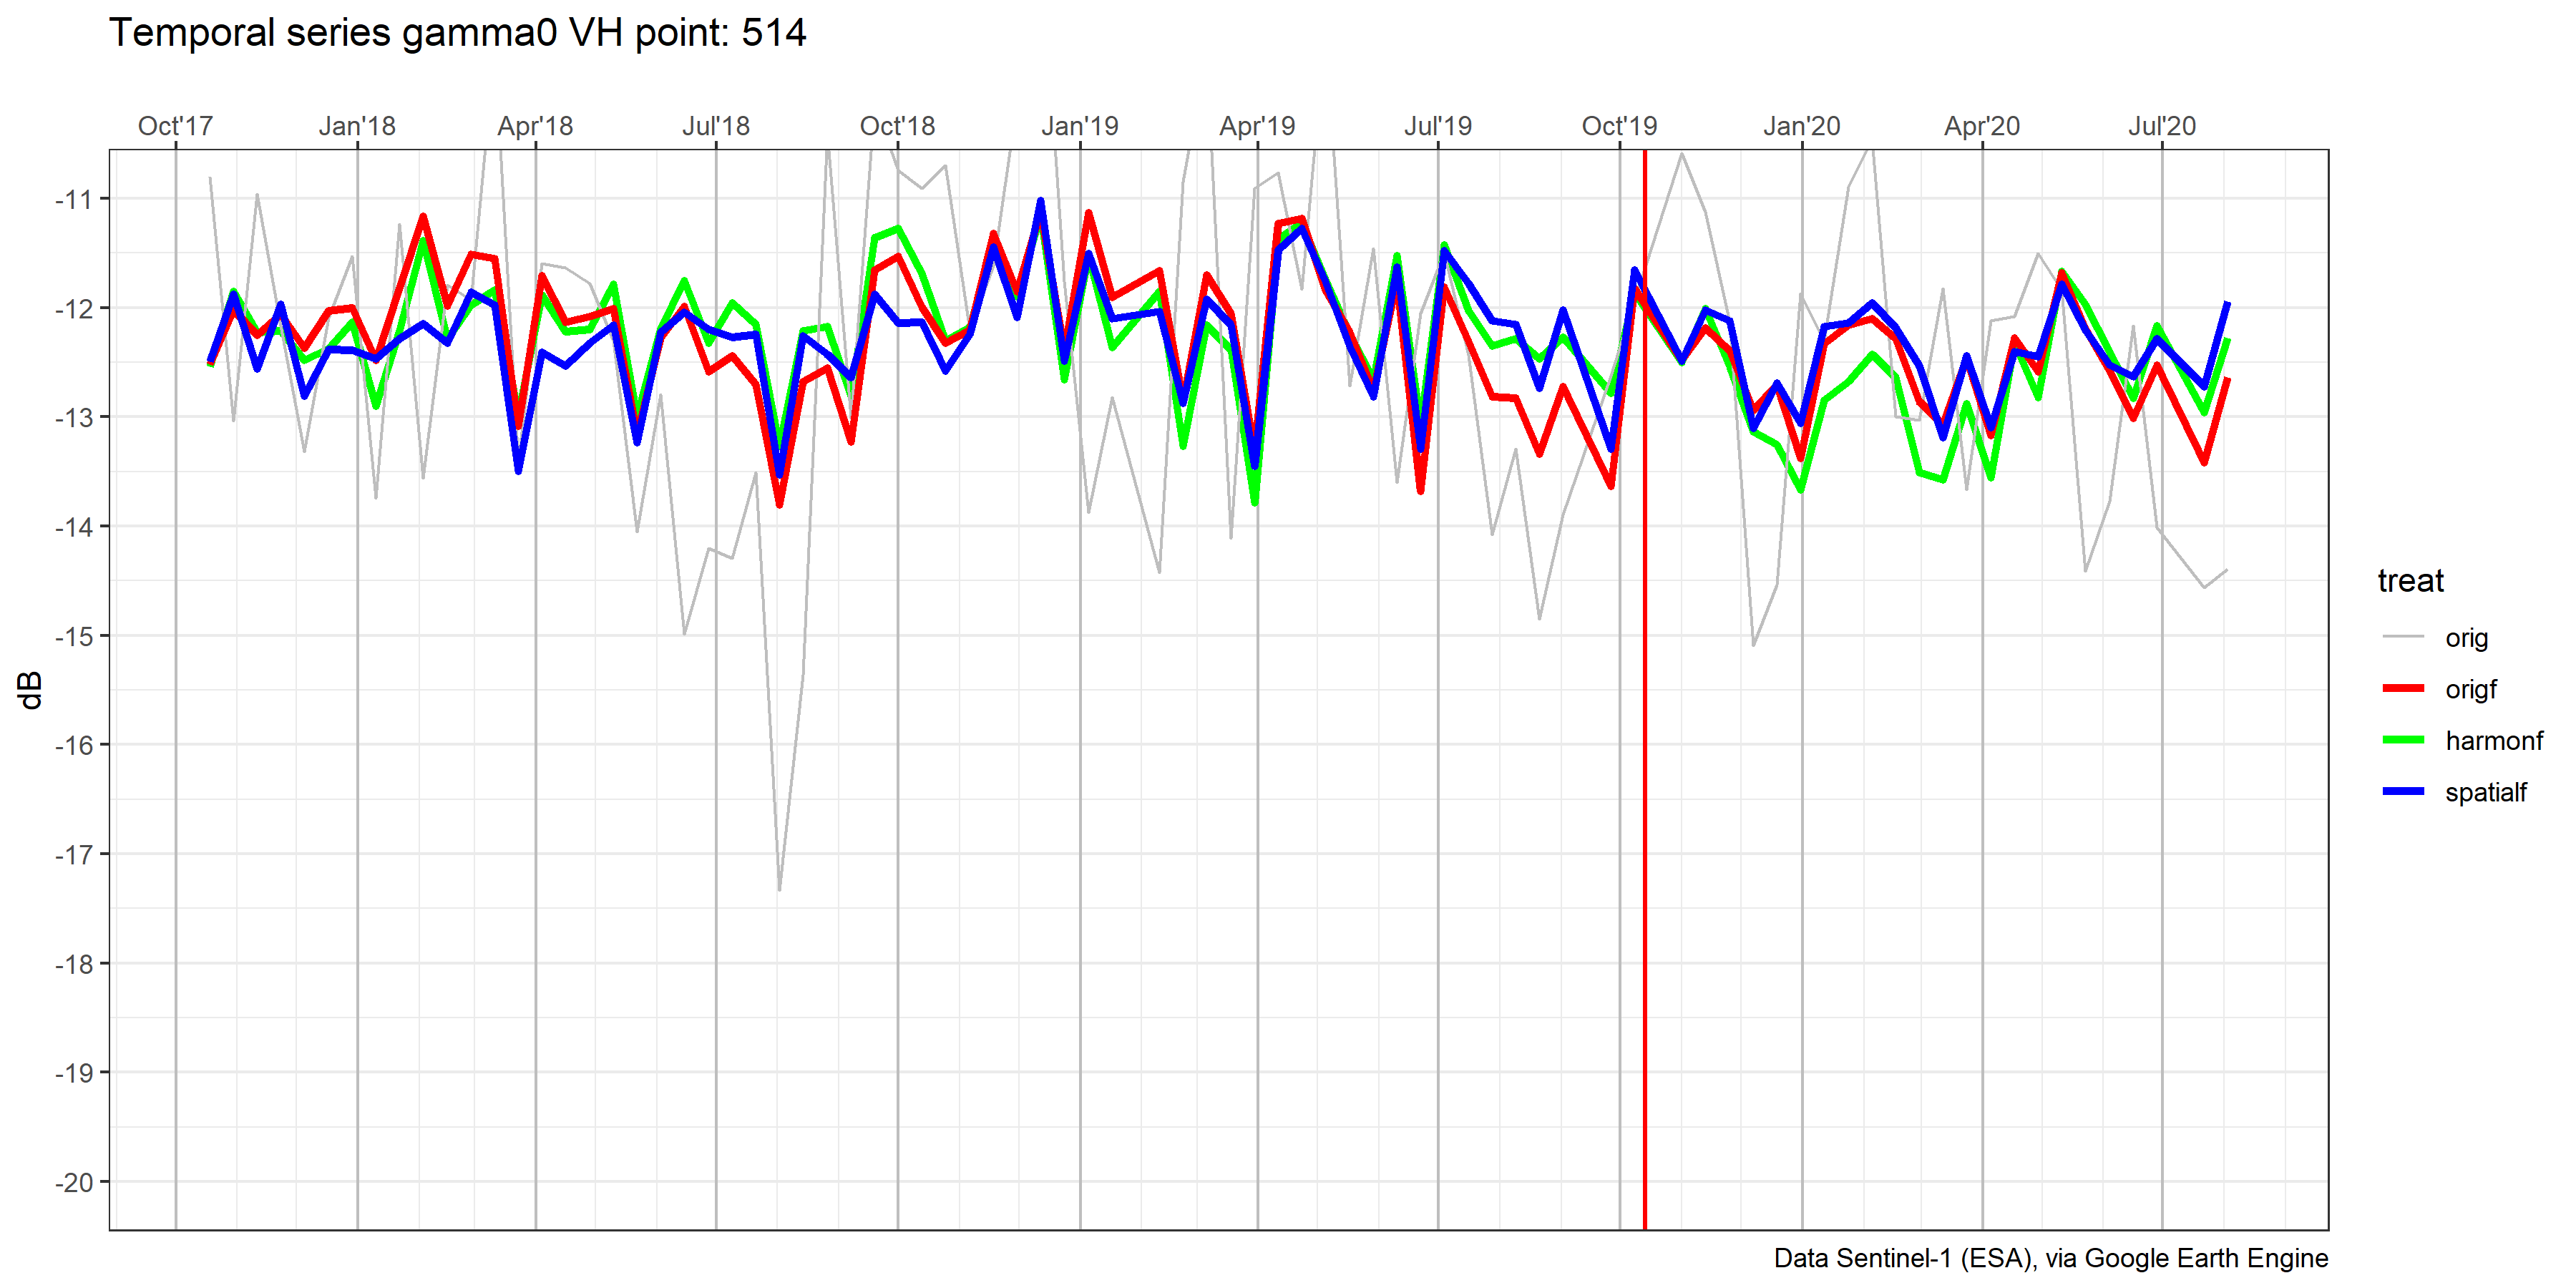 Temporal series gamma0 VH point: 514
Oct'17 Jan'18 Apr'18 Jul'18 Oct'18 Jan'19 Apr'19 Jul'19 Oct'19 Jan'20 Apr'20 Jul'20
-11
-12
-13
-14
-15
-16
-17
-18
-19
-20
dB
treat
orig
origf
harmonf
spatialf
Data Sentinel-1 (ESA), via Google Earth Engine